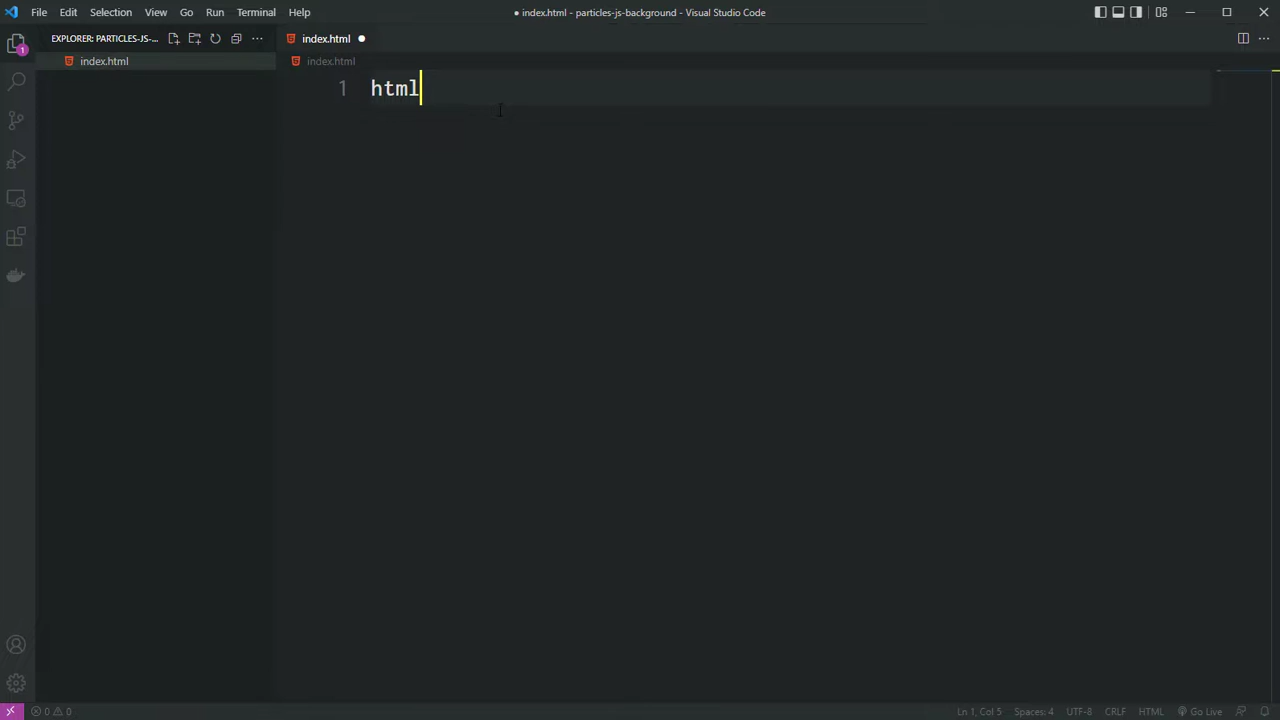 File Edit Selection View Go Run Terminal Help
● index.html - particles-js-background - Visual Studio Code
EXPLORER: PARTICLES-JS-...
index.html ●
1
index.html
index.html
1 html
0 0
Ln 1, Col 5 Spaces: 4 UTF-8 CRLF HTML Go Live